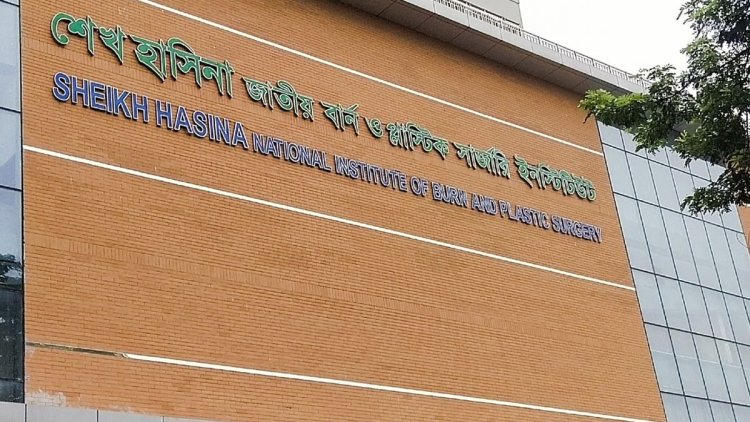 শেখ হাসিনা জাতীয় বার্ন ও প্লাস্টিক সার্জারি ইনস্টিটিউট
SHEIKH HASINA NATIONAL INSTITUTE OF BURN AND PLASTIC SURGERY